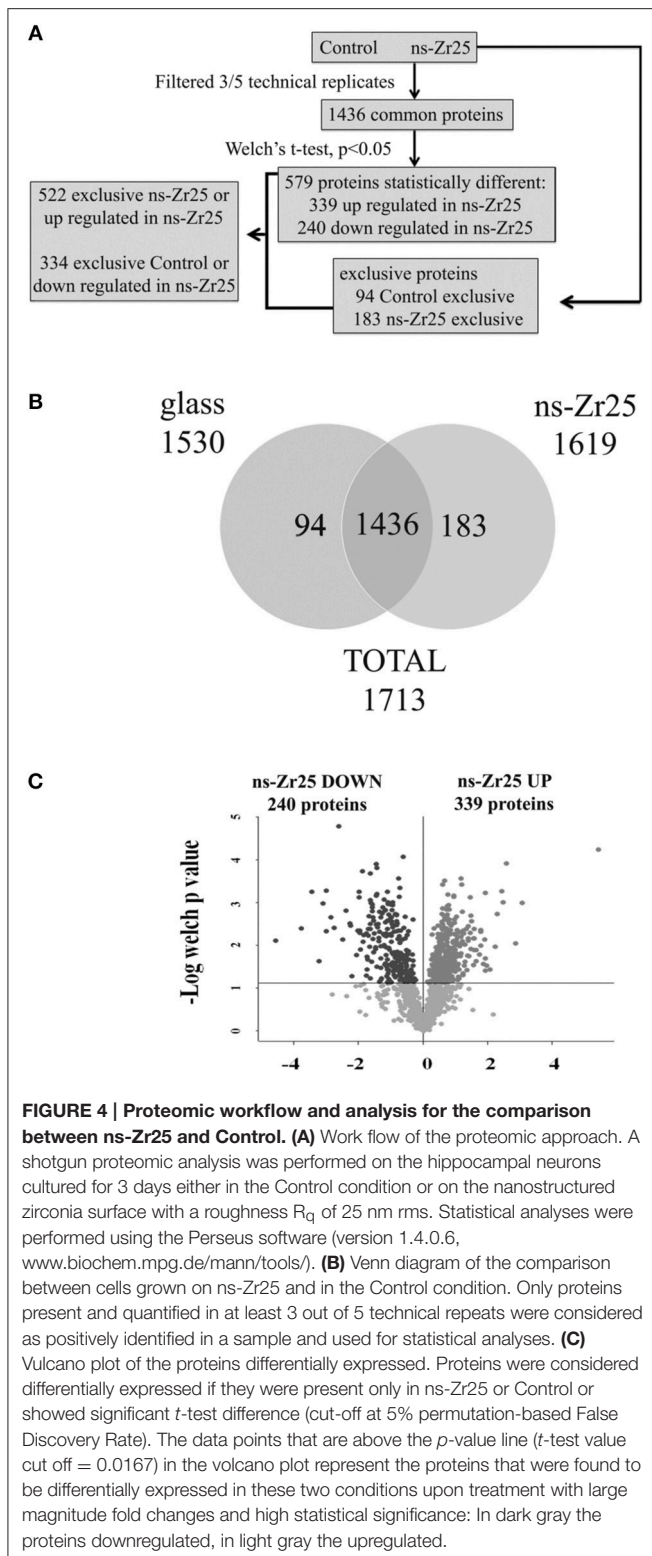 A
Control ns-Zr25
Filtered 3/5 technical replicates
1436 common proteins
Welch's t-test, p<0.05
522 exclusive ns-Zr25 or
up regulated in ns-Zr25
334 exclusive Control or
down regulated in ns-Zr25
579 proteins statistically different:
339 up regulated in ns-Zr25
240 down regulated in ns-Zr25
exclusive proteins
94 Control exclusive
183 ns-Zr25 exclusive
B
glass
1530
ns-Zr25
1619
94 1436 183
TOTAL
1713
C
ns-Zr25 DOWN
240 proteins
ns-Zr25 UP
339 proteins
-Log welch p value
5
4
3
2
1
0
-4 -2 0 2 4
FIGURE 4 | Proteomic workflow and analysis for the comparison
between ns-Zr25 and Control. (A) Work flow of the proteomic approach. A
shotgun proteomic analysis was performed on the hippocampal neurons
cultured for 3 days either in the Control condition or on the nanostructured
zirconia surface with a roughness Rq of 25 nm rms. Statistical analyses were
performed using the Perseus software (version 1.4.0.6,
www.biochem.mpg.de/mann/tools/). (B) Venn diagram of the comparison
between cells grown on ns-Zr25 and in the Control condition. Only proteins
present and quantified in at least 3 out of 5 technical repeats were considered
as positively identified in a sample and used for statistical analyses. (C)
Vulcano plot of the proteins differentially expressed. Proteins were considered
differentially expressed if they were present only in ns-Zr25 or Control or
showed significant t-test difference (cut-off at 5% permutation-based False
Discovery Rate). The data points that are above the p-value line (t-test value
cut off = 0.0167) in the volcano plot represent the proteins that were found to
be differentially expressed in these two conditions upon treatment with large
magnitude fold changes and high statistical significance: In dark gray the
proteins downregulated, in light gray the upregulated.